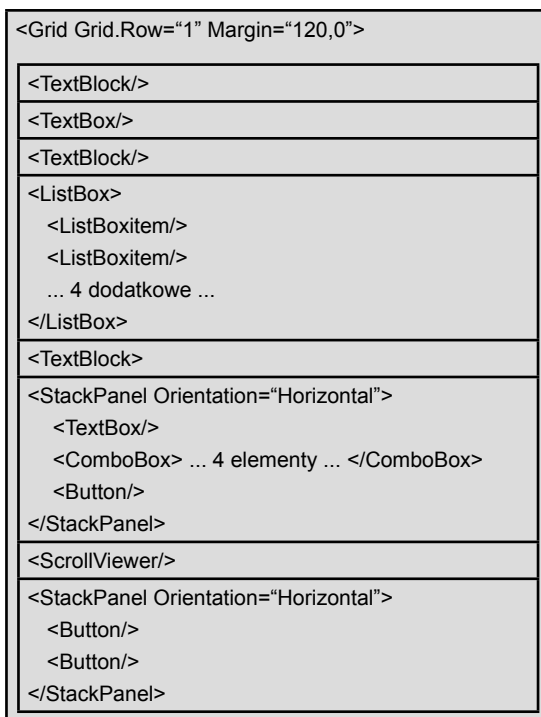 <Grid Grid.Row=“1” Margin=“120,0”>
<TextBlock/>
<TextBox/>
<TextBlock/>
<ListBox>
<ListBoxitem/>
<ListBoxitem/>
... 4 dodatkowe ...
</ListBox>
<TextBlock>
<StackPanel Orientation=“Horizontal”>
<TextBox/>
<ComboBox> ... 4 elementy ... </ComboBox>
<Button/>
</StackPanel>
<ScrollViewer/>
<StackPanel Orientation=“Horizontal”>
<Button/>
<Button/>
</StackPanel>